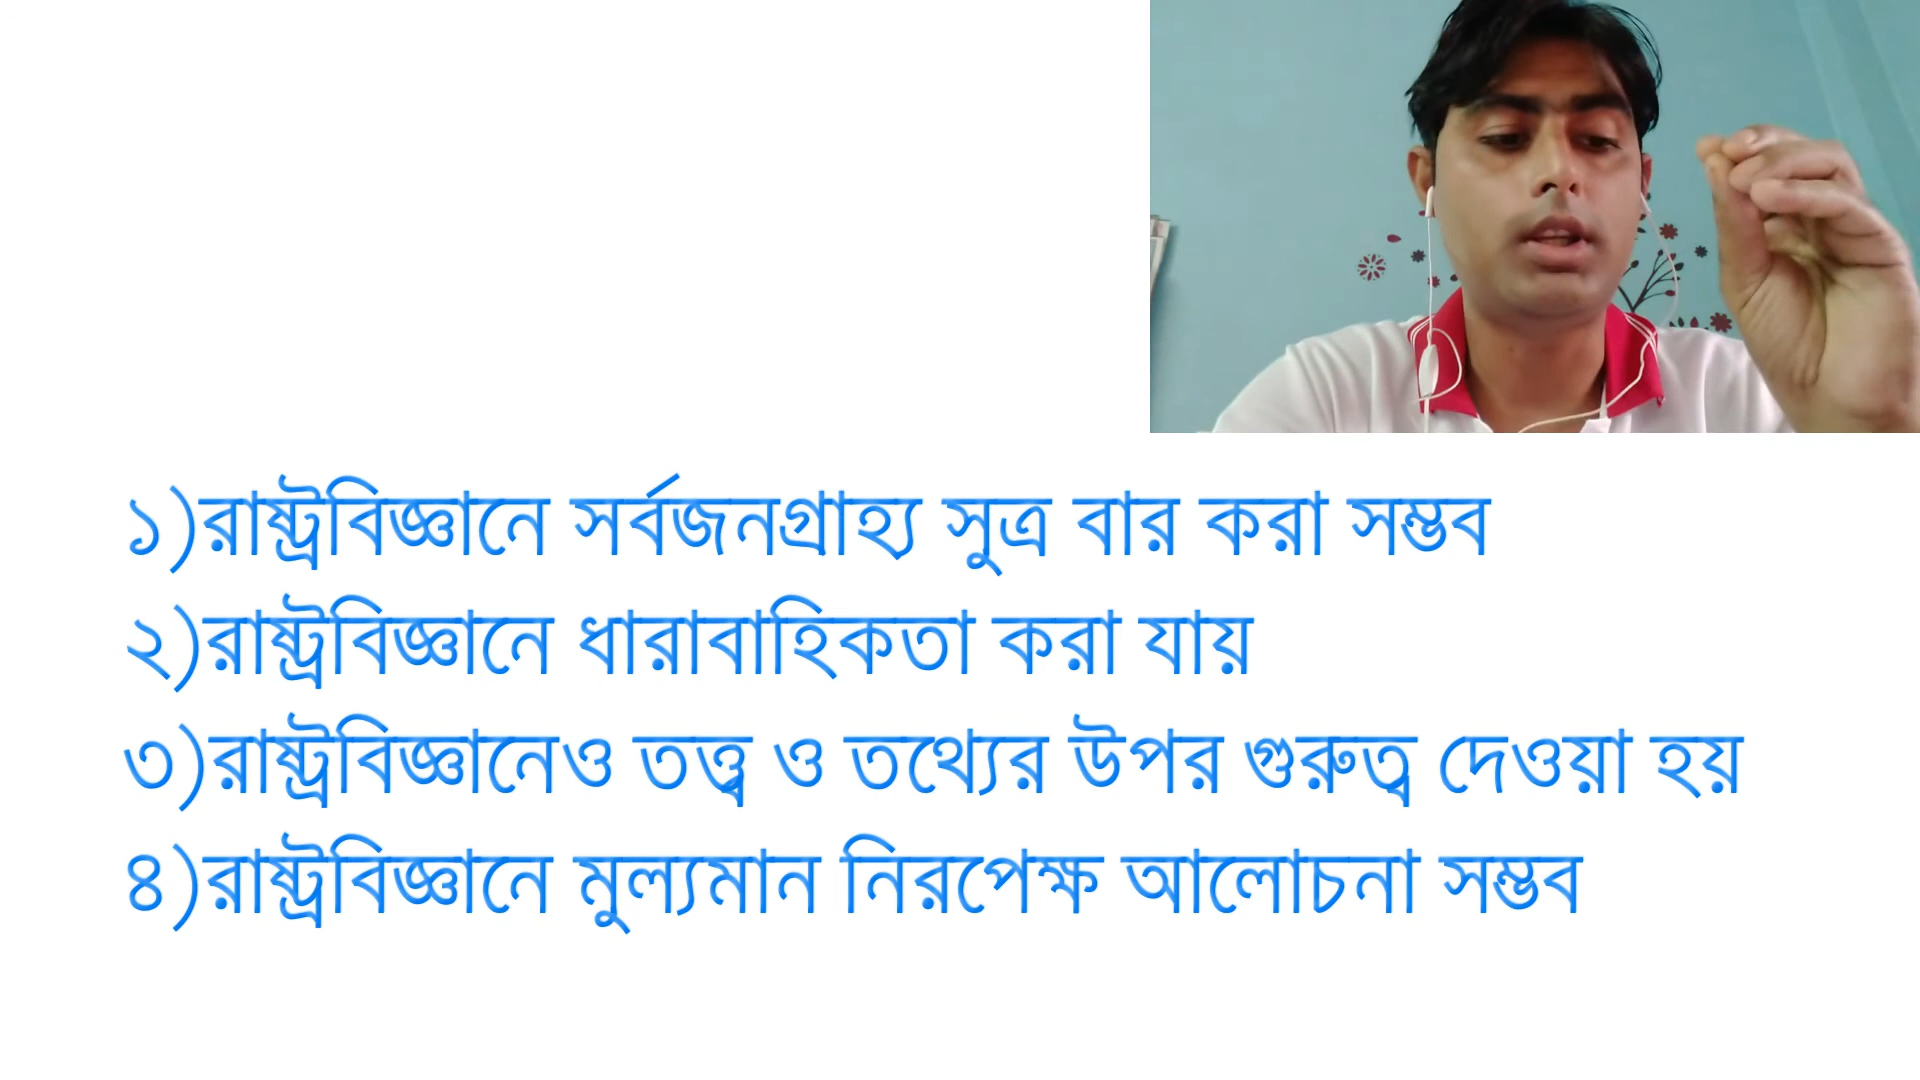 ১)রাষ্ট্রবিজ্ঞানে সর্বজনগ্রাহ্য সুত্র বার করা সম্ভব
২)রাষ্ট্রবিজ্ঞানে ধারাবাহিকতা করা যায়
৩)রাষ্ট্রবিজ্ঞানেও তত্ত্ব ও তথ্যের উপর গুরুত্ব দেওয়া হয়
৪)রাষ্ট্রবিজ্ঞানে মুল্যমান নিরপেক্ষ আলোচনা সম্ভব